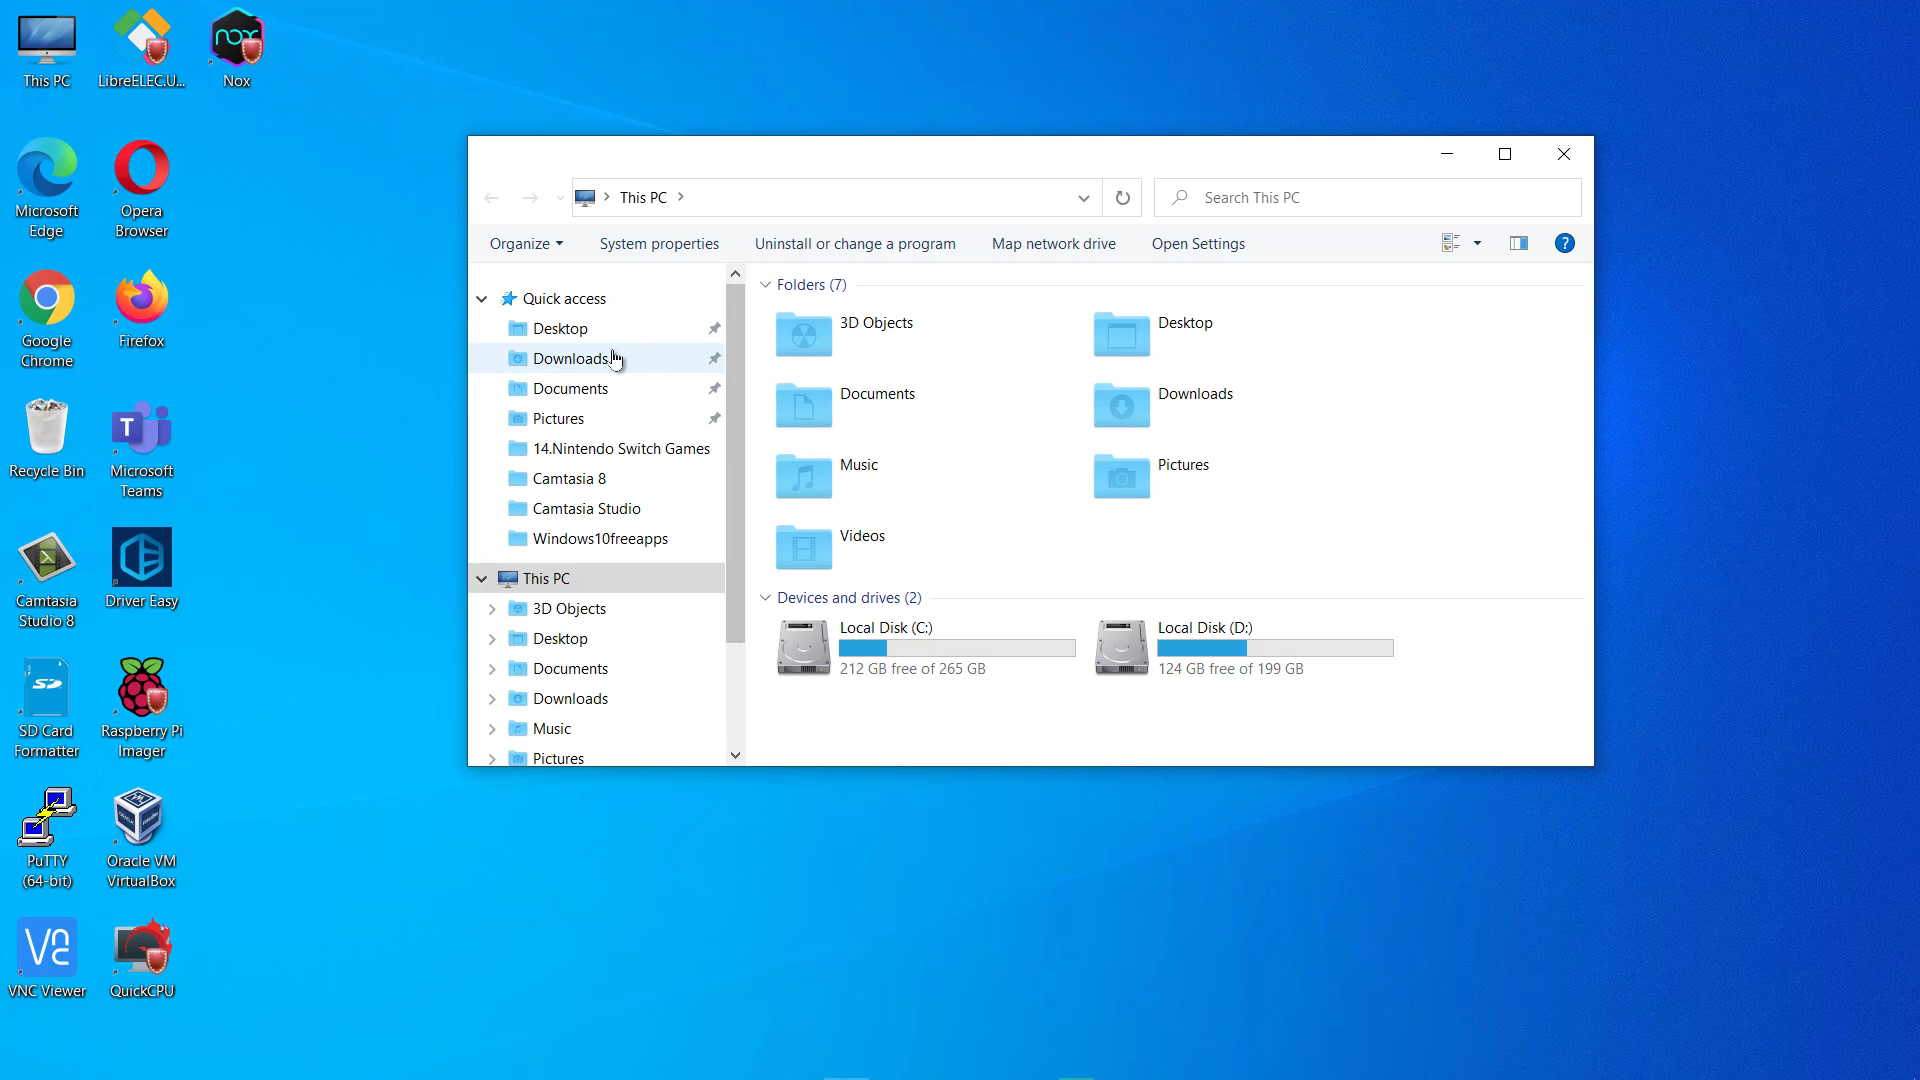 This PC
LibreELEC.U...
Nox
Microsoft
Edge
Opera
Browser
Google
Chrome
Firefox
Recycle Bin
Microsoft
Teams
Camtasia
Studio 8
Driver Easy
SD Card
Formatter
Raspberry Pi
Imager
PuTTY
(64-bit)
Oracle VM
VirtualBox
VNC Viewer
QuickCPU
This PC
Search This PC
Organize
System properties
Uninstall or change a program
Map network drive
Open Settings
?
Quick access
Desktop
Downloads
Documents
Pictures
14.Nintendo Switch Games
Camtasia 8
Camtasia Studio
Windows10freeapps
This PC
3D Objects
Desktop
Documents
Downloads
Music
Pictures
Folders (7)
3D Objects
Desktop
Documents
Downloads
Music
Pictures
Videos
Devices and drives (2)
Local Disk (C:)
212 GB free of 265 GB
Local Disk (D:)
124 GB free of 199 GB